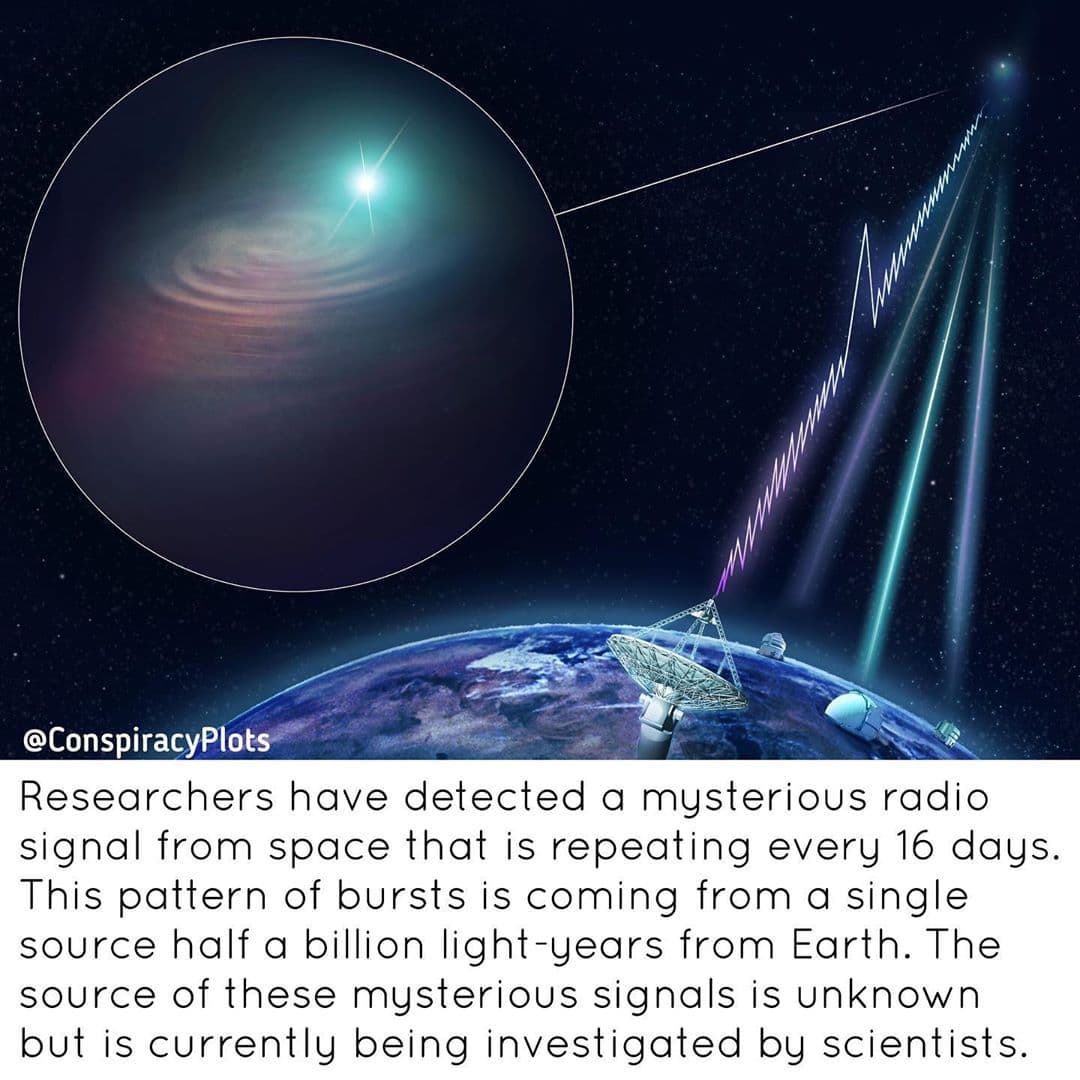 @ConspiracyPlots
Researchers have detected a mysterious radio
signal from space that is repeating every 16 days.
This pattern of bursts is coming from a single
source half a billion light-years from Earth. The
source of these mysterious signals is unknown
but is currently being investigated by scientists.